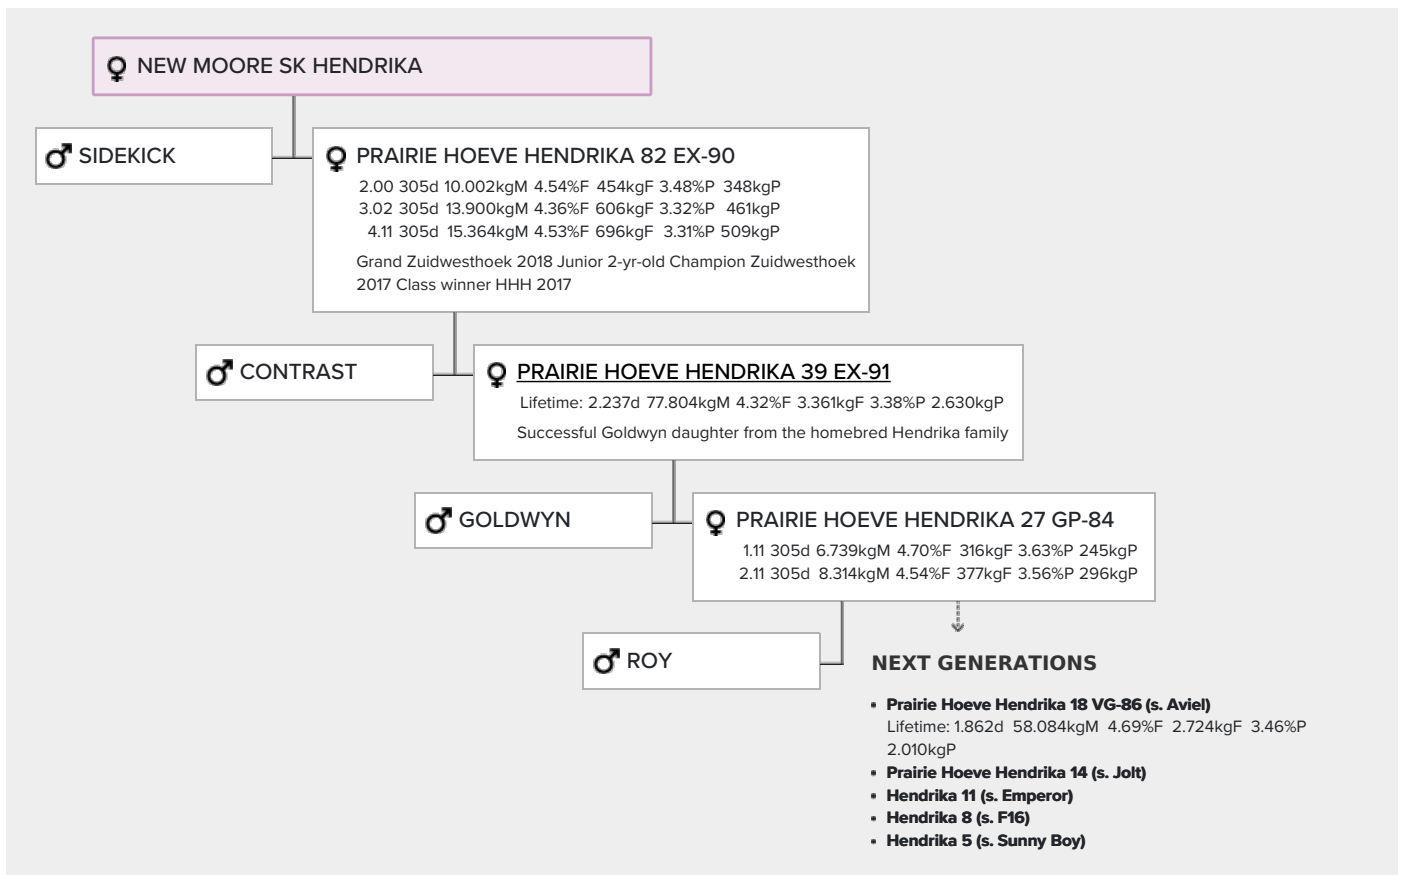 NEW MOORE SK HENDRIKA
SIDEKICK
PRAIRIE HOEVE HENDRIKA 82 EX-90
2.00 305d 10.002kgM 4.54%F 454kgF 3.48%P 348kgP
3.02 305d 13.900kgM 4.36%F 606kgF 3.32%P 461kgP
4.11 305d 15.364kgM 4.53%F 696kgF 3.31%P 509kgP
Grand Zuidwesthoek 2018 Junior 2-yr-old Champion Zuidwesthoek
2017 Class winner HHH 2017
CONTRAST
PRAIRIE HOEVE HENDRIKA 39 EX-91
Lifetime: 2.237d 77.804kgM 4.32%F 3.361kgF 3.38%P 2.630kgP
Successful Goldwyn daughter from the homebred Hendrika family
GOLDWYN
PRAIRIE HOEVE HENDRIKA 27 GP-84
1.11 305d 6.739kgM 4.70%F 316kgF 3.63%P 245kgP
2.11 305d 8.314kgM 4.54%F 377kgF 3.56%P 296kgP
ROY
NEXT GENERATIONS
• Prairie Hoeve Hendrika 18 VG-86 (s. Aviel)
Lifetime: 1.862d 58.084kgM 4.69%F 2.724kgF 3.46%P
2.010kgP
• Prairie Hoeve Hendrika 14 (s. Jolt)
• Hendrika 11 (s. Emperor)
• Hendrika 8 (s. F16)
• Hendrika 5 (s. Sunny Boy)